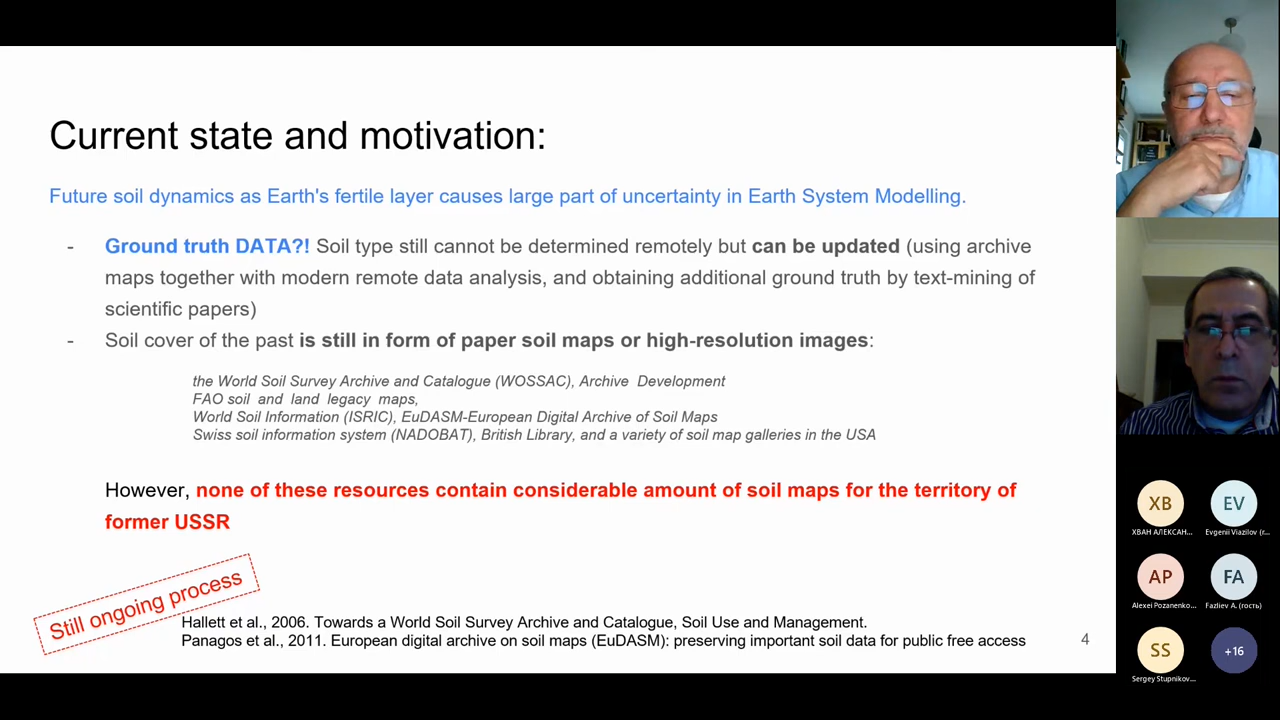 Current state and motivation:
Future soil dynamics as Earth's fertile layer causes large part of uncertainty in Earth System Modelling.
- Ground truth DATA?! Soil type still cannot be determined remotely but can be updated (using archive
maps together with modern remote data analysis, and obtaining additional ground truth by text-mining of
scientific papers)
- Soil cover of the past is still in form of paper soil maps or high-resolution images:
the World Soil Survey Archive and Catalogue (WOSSAC), Archive Development
FAO soil and land legacy maps,
World Soil Information (ISRIC), EuDASM-European Digital Archive of Soil Maps
Swiss soil information system (NADOBAT), British Library, and a variety of soil map galleries in the USA
However, none of these resources contain considerable amount of soil maps for the territory of
former USSR
Still ongoing process
Hallett et al., 2006. Towards a World Soil Survey Archive and Catalogue, Soil Use and Management.
Panagos et al., 2011. European digital archive on soil maps (EuDASM): preserving important soil data for public free access
4
ХВ
EV
ХВАН АЛЕКСАН...
Evgenii Viazilov (г...
AP
FA
Alexei Pozanenko...
Fazliev A. (гость)
SS
+16
Sergey Stupnikov...